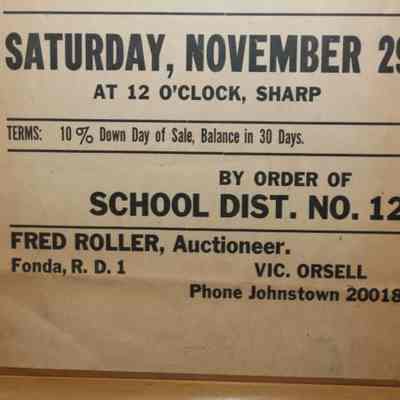 SATURDAY, NOVEMBER 29
AT 12 O'CLOCK, SHARP
TERMS: 10% Down Day of Sale, Balance in 30 Days.
BY ORDER OF
SCHOOL DIST. NO. 12
FRED ROLLER, Auctioneer.
Fonda, R. D. 1 VIC. ORSELL
Phone Johnstown 20018